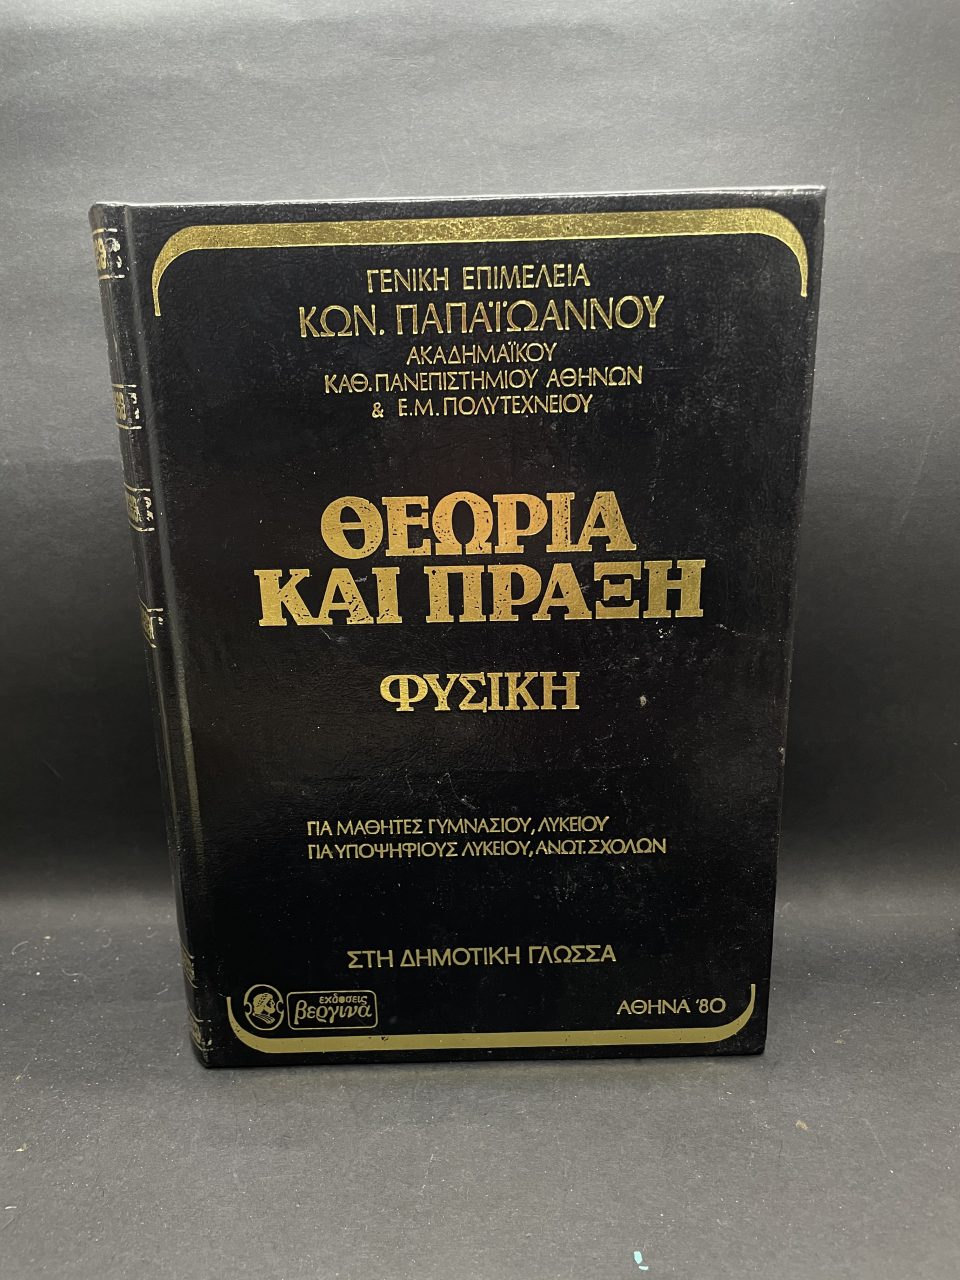 ΓΕΝΙΚΗ ΕΠΙΜΕΛΕΙΑ
ΚΩΝ. ΠΑΠΑΪΩΑΝΝΟΥ
ΑΚΑΔΗΜΑΪΚΟΥ
ΚΑΘ. ΠΑΝΕΠΙΣΤΗΜΙΟΥ ΑΘΗΝΩΝ
& Ε.Μ. ΠΟΛΥΤΕΧΝΕΙΟΥ
ΘΕΩΡΙΑ
ΚΑΙ ΠΡΑΞΗ
ΦΥΣΙΚΗ
ΓΙΑ ΜΑΘΗΤΕΣ ΓΥΜΝΑΣΙΟΥ, ΛΥΚΕΙΟΥ
ΓΙΑ ΥΠΟΨΗΦΙΟΥΣ ΛΥΚΕΙΟΥ, ΑΝΩΤ. ΣΧΟΛΩΝ
ΣΤΗ ΔΗΜΟΤΙΚΗ ΓΛΩΣΣΑ
εκδοσεις
βεργινα
ΑΘΗΝΑ '80